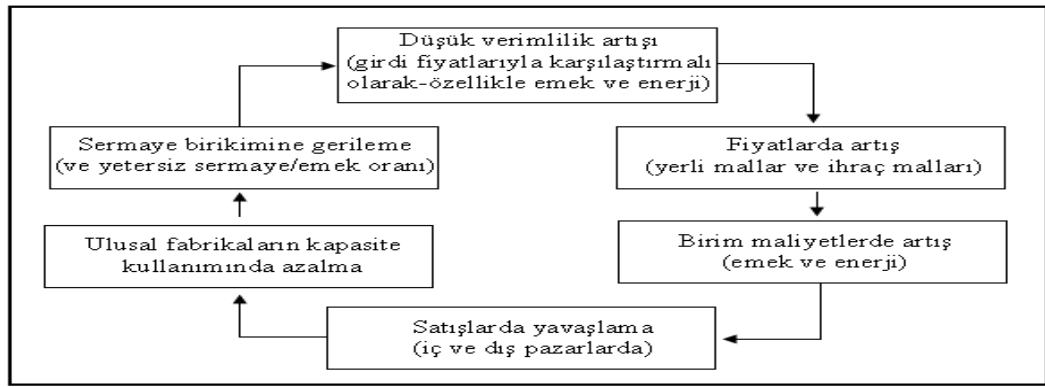 Düşük verimlilik artışı
(girdi fiyatlarıyla karşılaştırmalı
olarak-özellikle emek ve enerji)
Fiyatlarda artış
(yerli mallar ve ihraç malları)
Birim maliyetlerde artış
(emek ve enerji)
Satışlarda yavaşlama
(iç ve dış pazarlarda)
Ulusal fabrikaların kapasite
kullanımında azalma
Sermaye birikimine gerileme
(ve yetersiz sermaye/emek oranı)